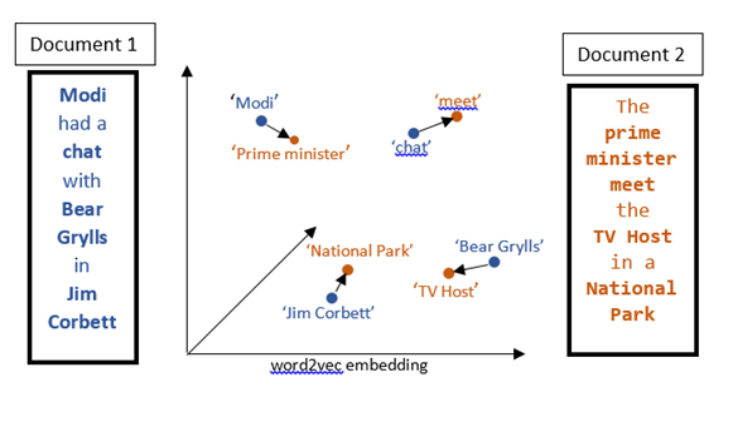 Document 1
Modi
had a
chat
with
Bear
Grylls
in
Jim
Corbett
‘Modi’
‘Prime minister’
‘meet’
‘chat’
‘National Park’
‘Jim Corbett’
‘Bear Grylls’
‘TV Host’
word2vec embedding
Document 2
The
prime
minister
meet
the
TV Host
in a
National
Park